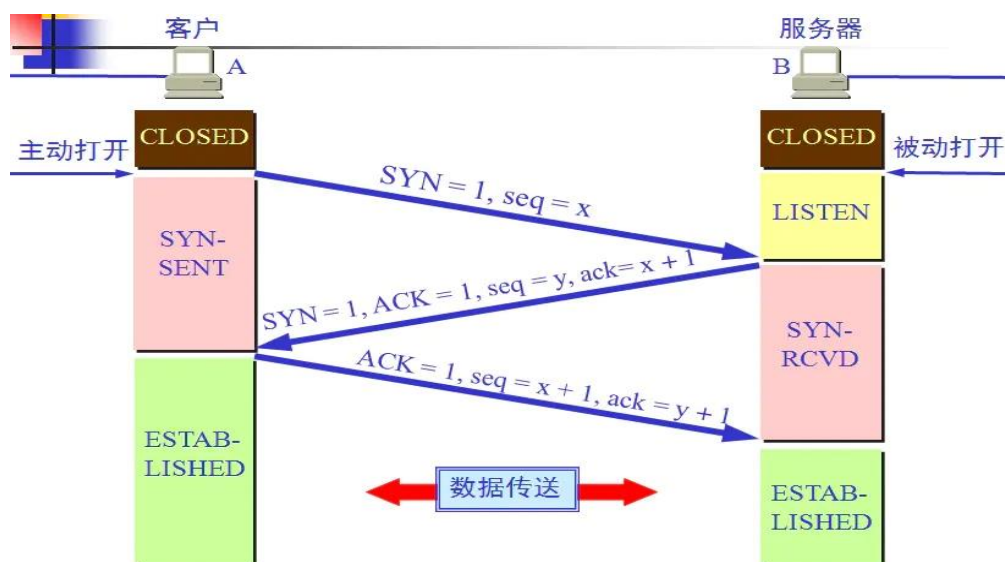 客户
服务器
A
B
CLOSED
CLOSED
主动打开
被动打开
SYN = 1, seq = x
LISTEN
SYN-
SENT
SYN = 1, ACK = 1, seq = y, ack= x + 1
SYN-
RCVD
ACK = 1, seq = x + 1, ack = y + 1
ESTAB-
LISHED
数据传送
ESTAB-
LISHED